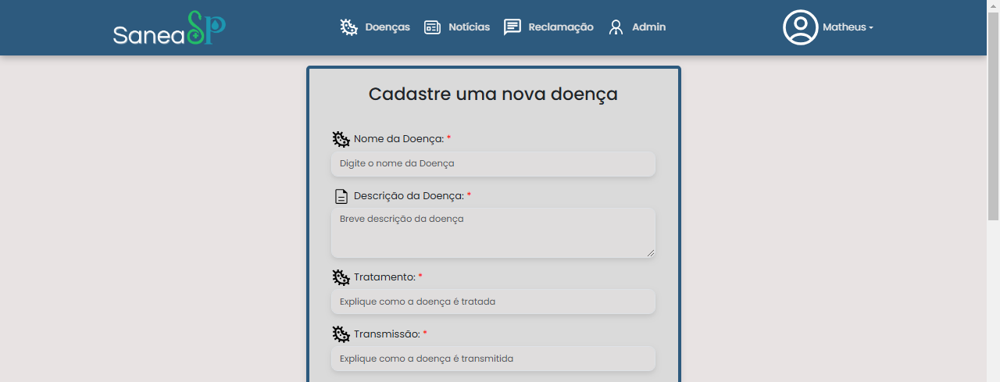 SaneaSP
Doenças
Notícias
Reclamação
Admin
Matheus
Cadastre uma nova doença
Nome da Doença: *
Digite o nome da Doença
Descrição da Doença: *
Breve descrição da doença
Tratamento: *
Explique como a doença é tratada
Transmissão: *
Explique como a doença é transmitida